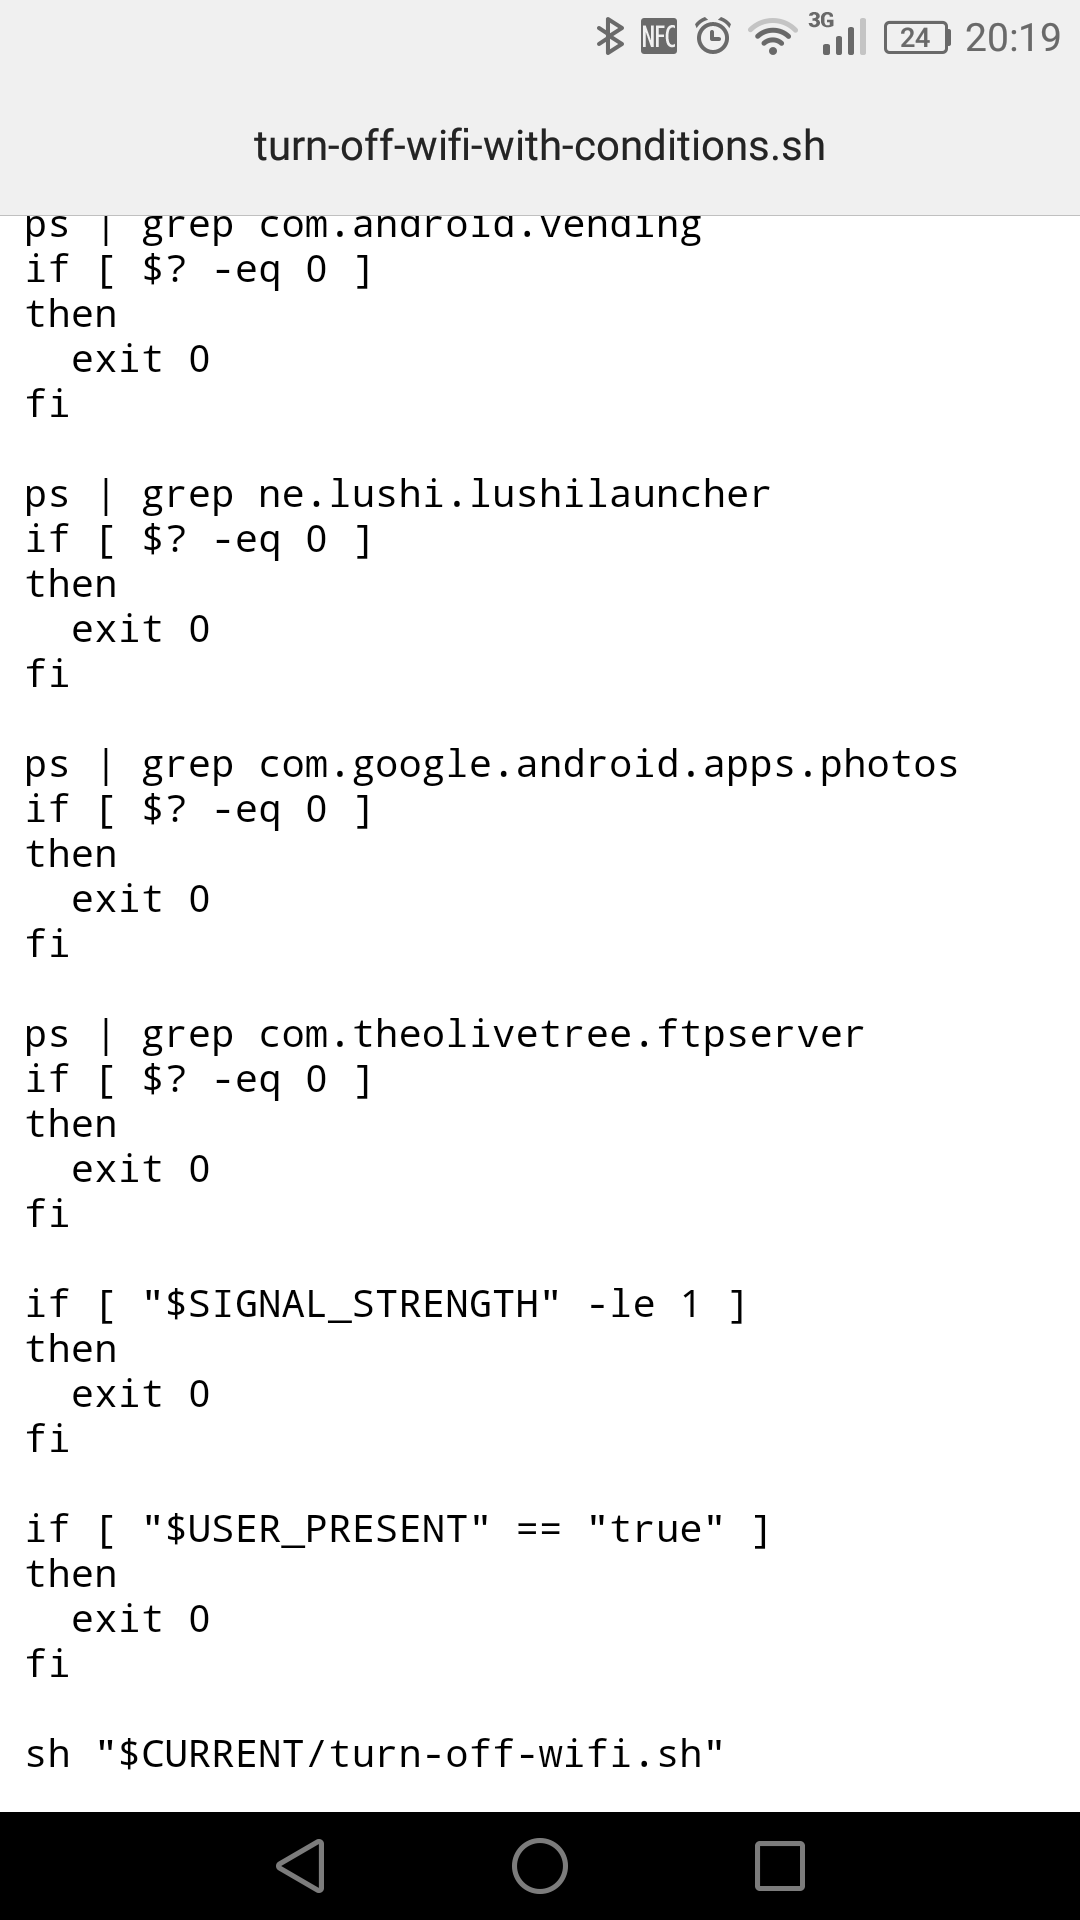 NFC 3G 24 20:19
turn-off-wifi-with-conditions.sh
ps | grep com.android.vending
if [ $? -eq 0 ]
then
  exit 0
fi

ps | grep ne.lushi.lushilauncher
if [ $? -eq 0 ]
then
  exit 0
fi

ps | grep com.google.android.apps.photos
if [ $? -eq 0 ]
then
  exit 0
fi

ps | grep com.theolivetree.ftpserver
if [ $? -eq 0 ]
then
  exit 0
fi

if [ "$SIGNAL_STRENGTH" -le 1 ]
then
  exit 0
fi

if [ "$USER_PRESENT" == "true" ]
then
  exit 0
fi

sh "$CURRENT/turn-off-wifi.sh"